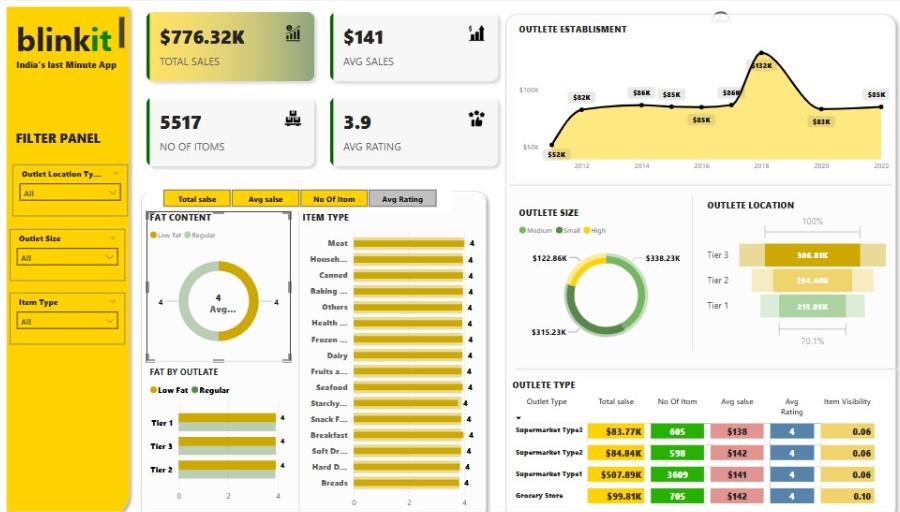 blinkit
India's last Minute App
FILTER PANEL
Outlet Location Ty...
All
Outlet Size
All
Item Type
All
$776.32K
TOTAL SALES
$141
AVG SALES
5517
NO OF ITOMS
3.9
AVG RATING
Total salse
Avg salse
No Of Itom
Avg Rating
FAT CONTENT
Low Fat
Regular
4
4
Avg...
4
FAT BY OUTLATE
Low Fat
Regular
Tier 1
4
Tier 3
4
Tier 2
4
0
2
4
ITEM TYPE
Meat
4
Househ...
4
Canned
4
Baking ...
4
Others
4
Health ...
4
Frozen ...
4
Dairy
4
Fruits a...
4
Seafood
4
Starchy...
4
Snack F...
4
Breakfast
4
Soft Dr...
4
Hard D...
4
Breads
4
0
2
4
OUTLETE ESTABLISMENT
$100K
$50K
$52K
$82K
$86K
$85K
$85K
$86K
$132K
$83K
$85K
2012
2014
2016
2018
2020
2022
OUTLETE SIZE
Medium
Small
High
$122.86K
$338.23K
$315.23K
OUTLETE LOCATION
100%
Tier 3
306.81K
Tier 2
Tier 1
215.05K
70.1%
OUTLETE TYPE
Outlet Type
Total salse
No Of Itom
Avg salse
Avg
Rating
Item Visibility
Supermarket Type3
$83.77K
605
$138
4
0.06
Supermarket Type2
$84.84K
598
$142
4
0.06
Supermarket Type1
$507.89K
3609
$141
4
0.06
Grocery Store
$99.81K
705
$142
4
0.10